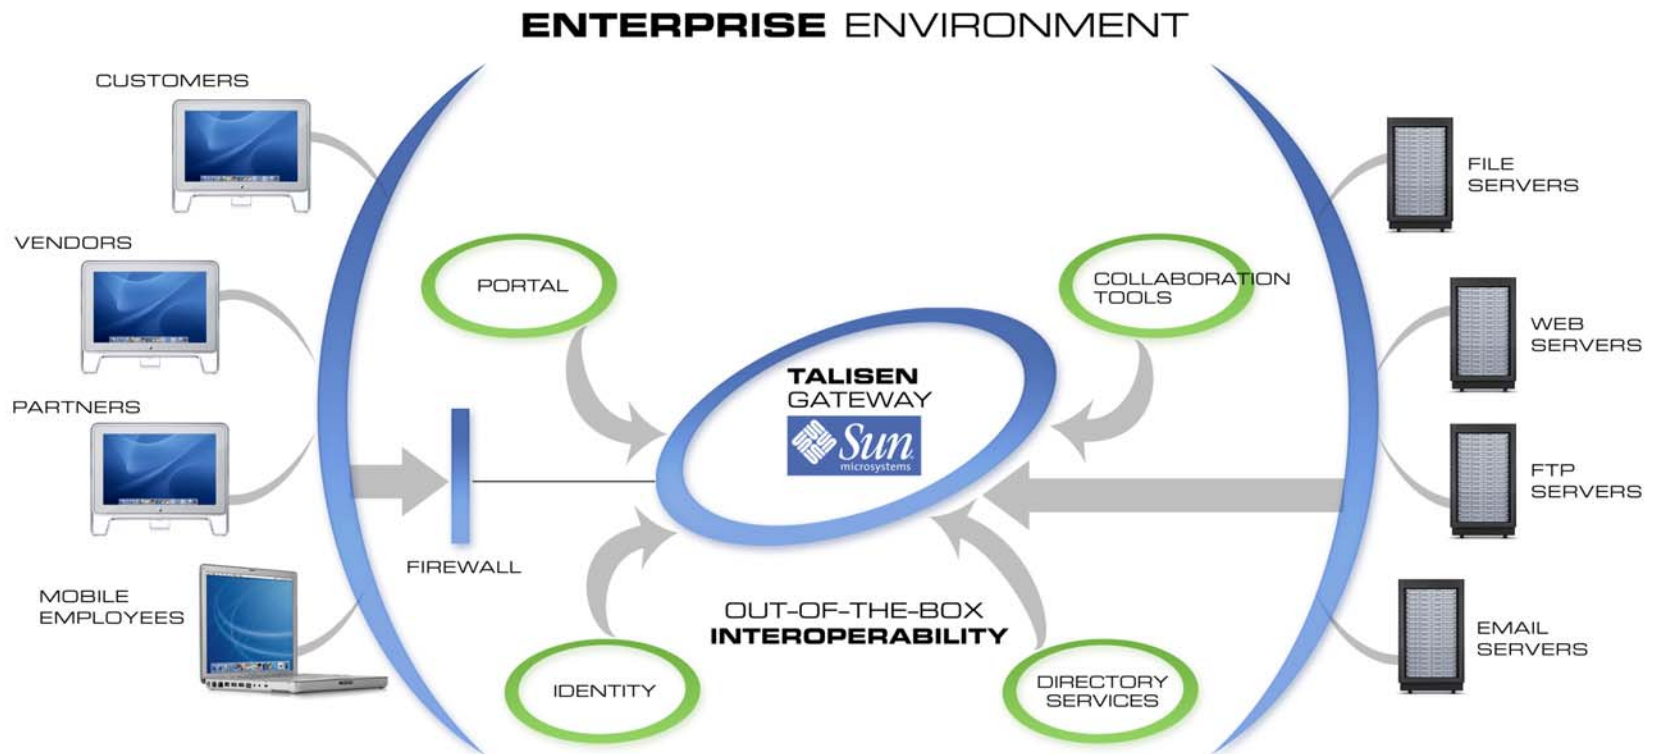 ENTERPRISE ENVIRONMENT
CUSTOMERS
VENDORS
PARTNERS
MOBILE
EMPLOYEES
FIREWALL
PORTAL
IDENTITY
TALISEN
GATEWAY
Sun
microsystems
OUT-OF-THE-BOX
INTEROPERABILITY
COLLABORATION
TOOLS
DIRECTORY
SERVICES
FILE
SERVERS
WEB
SERVERS
FTP
SERVERS
EMAIL
SERVERS